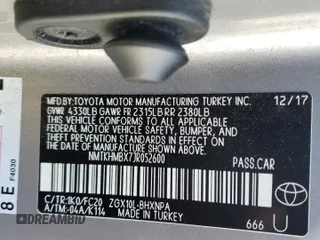 MFD.BY:TOYOTA MOTOR MANUFACTURING TURKEY INC. 12/17
GVWR 4330LB GAWR FR 2315LB RR 2380LB
THIS VEHICLE CONFORMS TO ALL APPLICABLE
FEDERAL MOTOR VEHICLE SAFETY, BUMPER, AND
THEFT PREVENTION STANDARDS IN EFFECT ON THE
DATE OF MANUFACTURE SHOWN ABOVE.
NMTKHMBX7JR052600 PASS.CAR
C/TR:1K0/FC20 ZGX10L-BHXNPA
A/TM:-04A/K114 MADE IN TURKEY
666 U
F4030
8 E